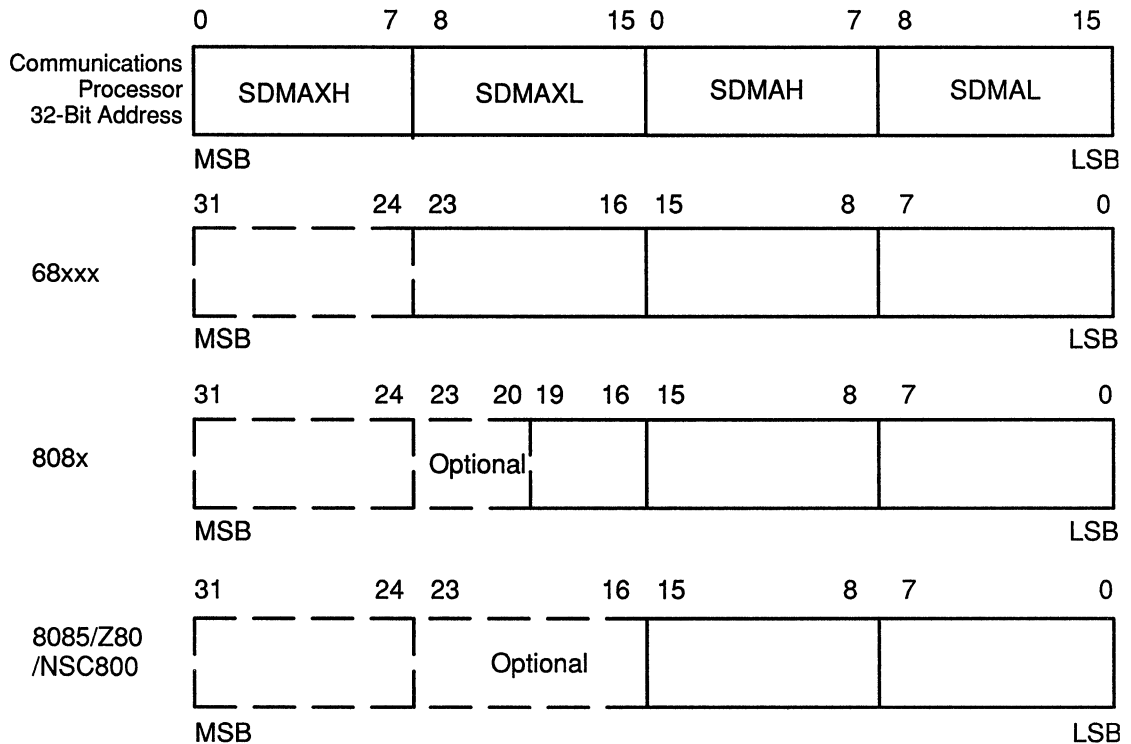 0 7 8 15 0 7 8 15
Communications
Processor
32-Bit Address
SDMAXH SDMAXL SDMAH SDMAL
MSB LSB
31 24 23 16 15 8 7 0
68xxx
MSB LSB
31 24 23 20 19 16 15 8 7 0
808x
Optional
MSB LSB
31 24 23 16 15 8 7 0
8085/Z80
/NSC800
Optional
MSB LSB